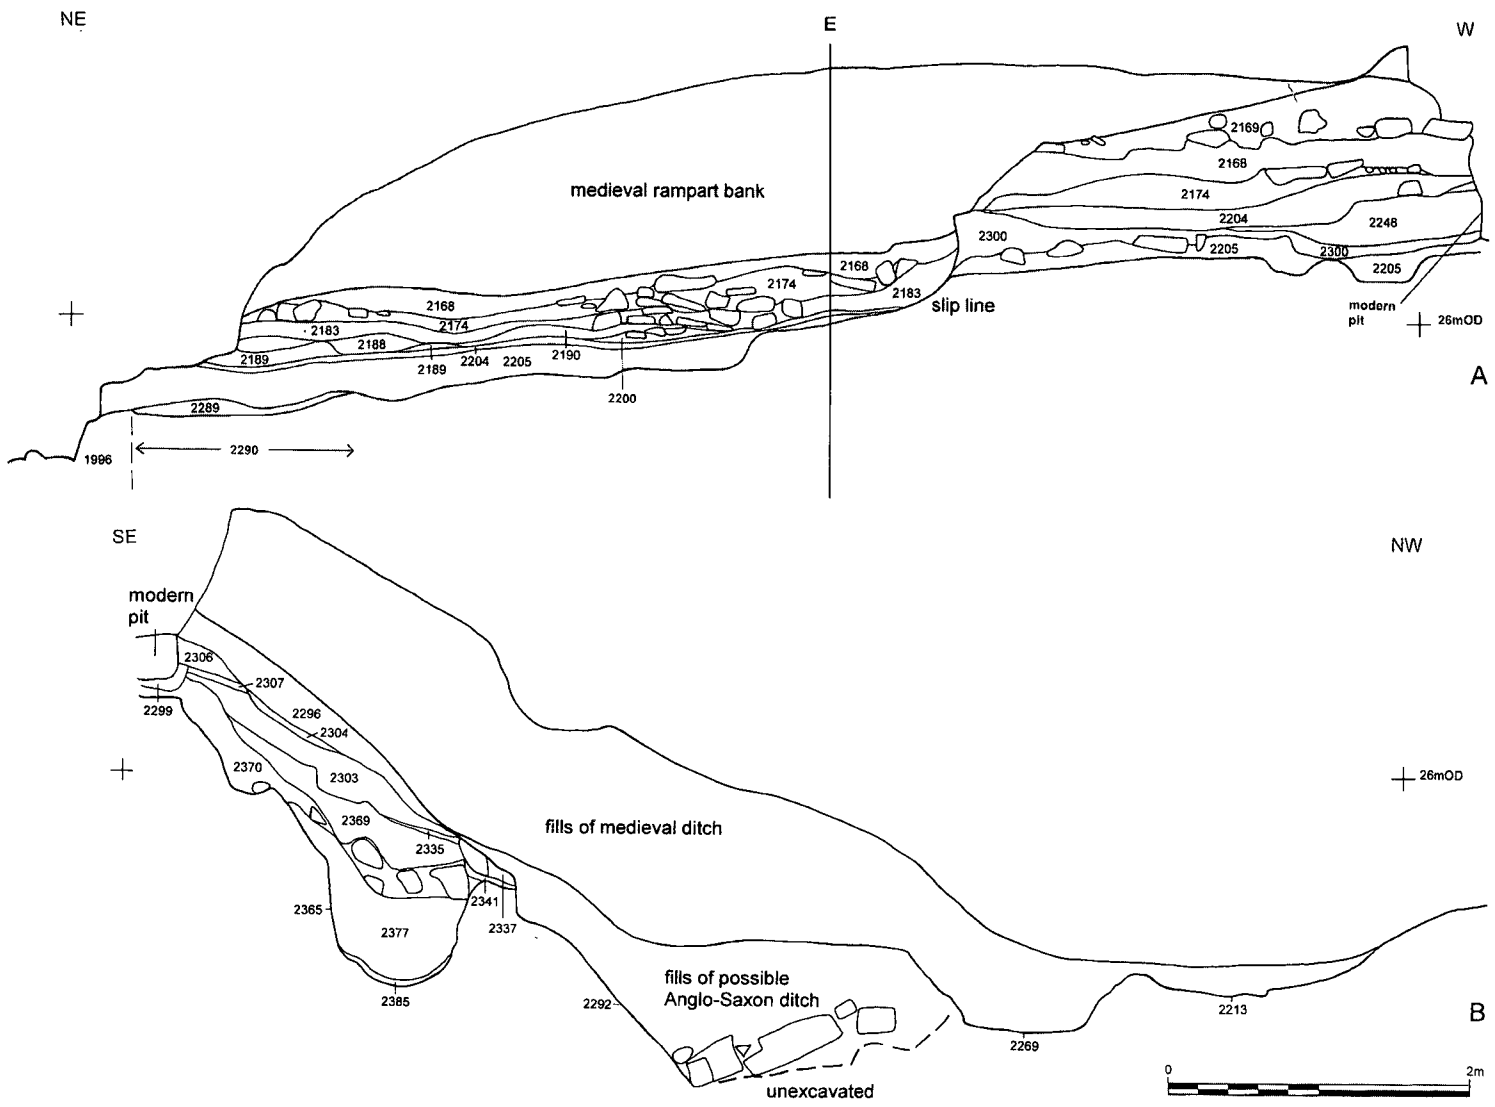 NE
E
W
2169
2168
medieval rampart bank
2174
2204
2248
2300
2205
2300
2205
2168
2174
2183
slip line
modern
pit
26mOD
2168
2183
2174
2188
2189
2189
2204
2205
2190
2200
A
2289
2290
1996
SE
NW
modern
pit
2306
2307
2299
2296
2304
26mOD
2370
2303
2369
fills of medieval ditch
2335
2365
2341
2377
2337
2385
fills of possible
Anglo-Saxon ditch
2292
2213
B
2269
unexcavated
0
2m